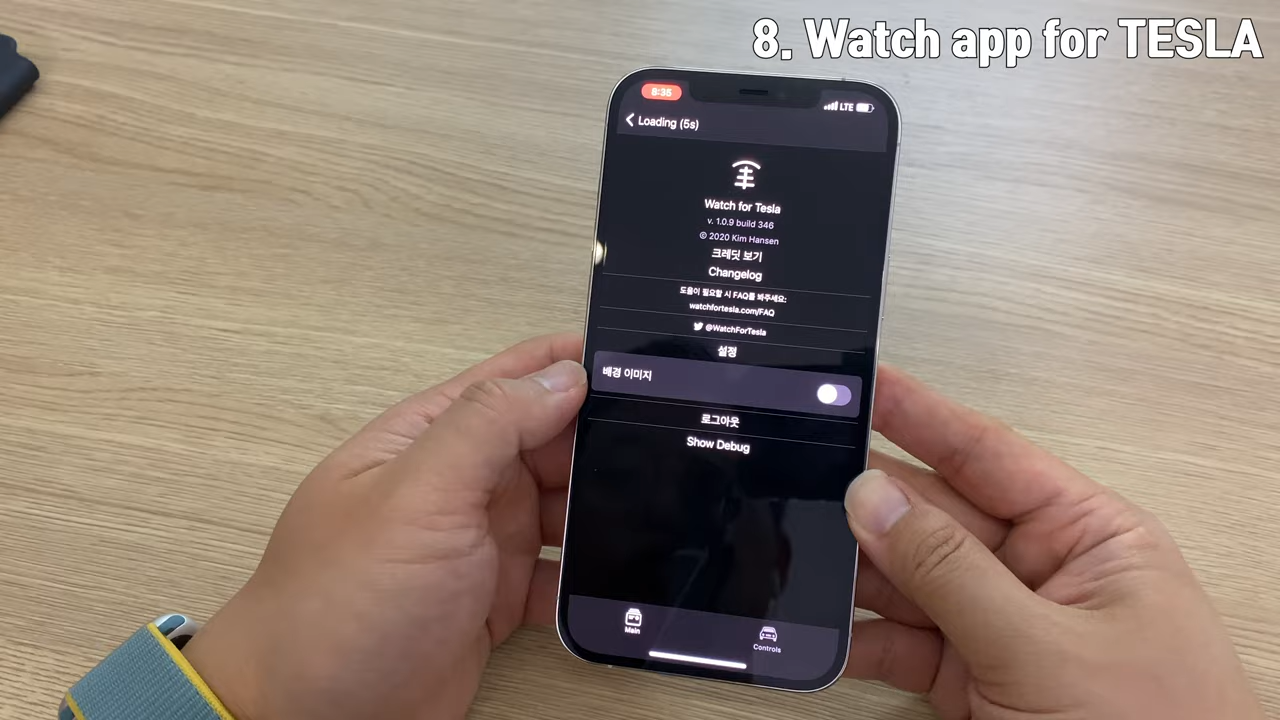 8. Watch app for TESLA
8:35
LTE
Loading (5s)
Watch for Tesla
v. 1.0.9 build 346
© 2020 Kim Hansen
크레딧 보기
Changelog
도움이 필요할 시 FAQ를 봐주세요:
watchfortesla.com/FAQ
@WatchForTesla
설정
배경 이미지
로그아웃
Show Debug
Main
Controls